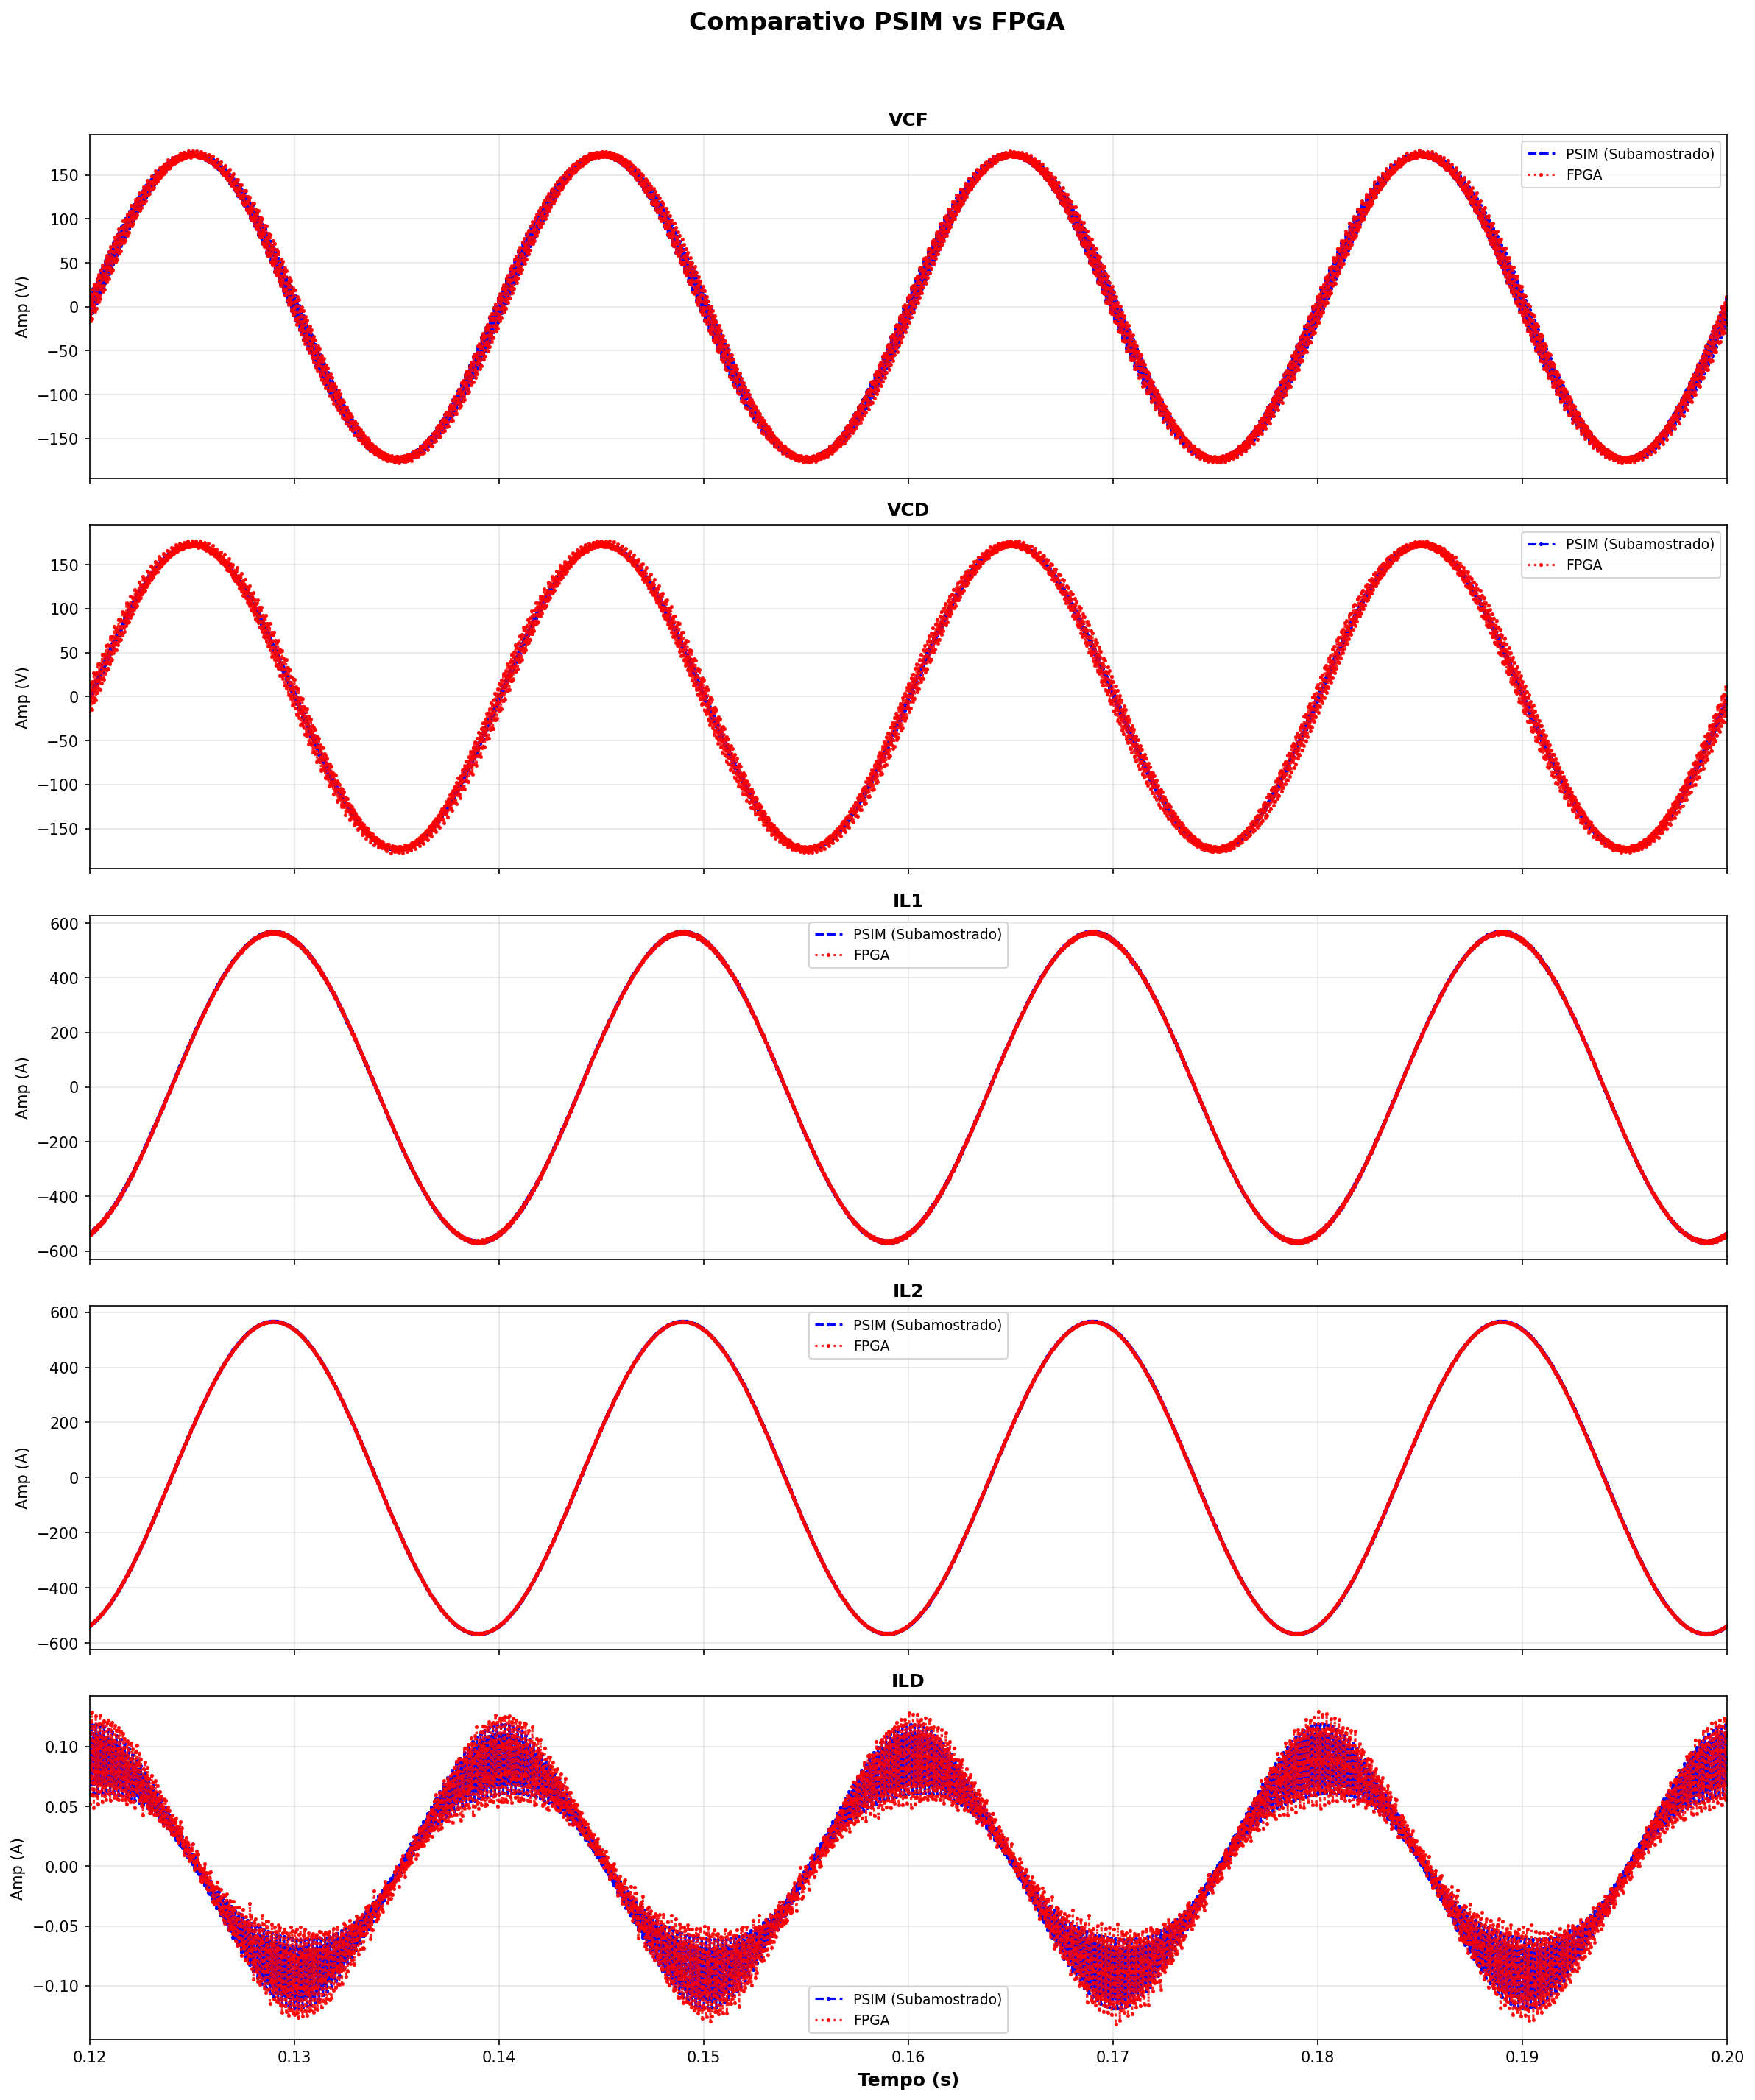 Comparativo PSIM vs FPGA
VCF
Amp (V)
150
100
50
0
−50
−100
−150
PSIM (Subamostrado)
FPGA
VCD
Amp (V)
150
100
50
0
−50
−100
−150
PSIM (Subamostrado)
FPGA
IL1
Amp (A)
600
400
200
0
−200
−400
−600
PSIM (Subamostrado)
FPGA
IL2
Amp (A)
600
400
200
0
−200
−400
−600
PSIM (Subamostrado)
FPGA
ILD
Amp (A)
0.10
0.05
0.00
−0.05
−0.10
PSIM (Subamostrado)
FPGA
0.12 0.13 0.14 0.15 0.16 0.17 0.18 0.19 0.20
Tempo (s)